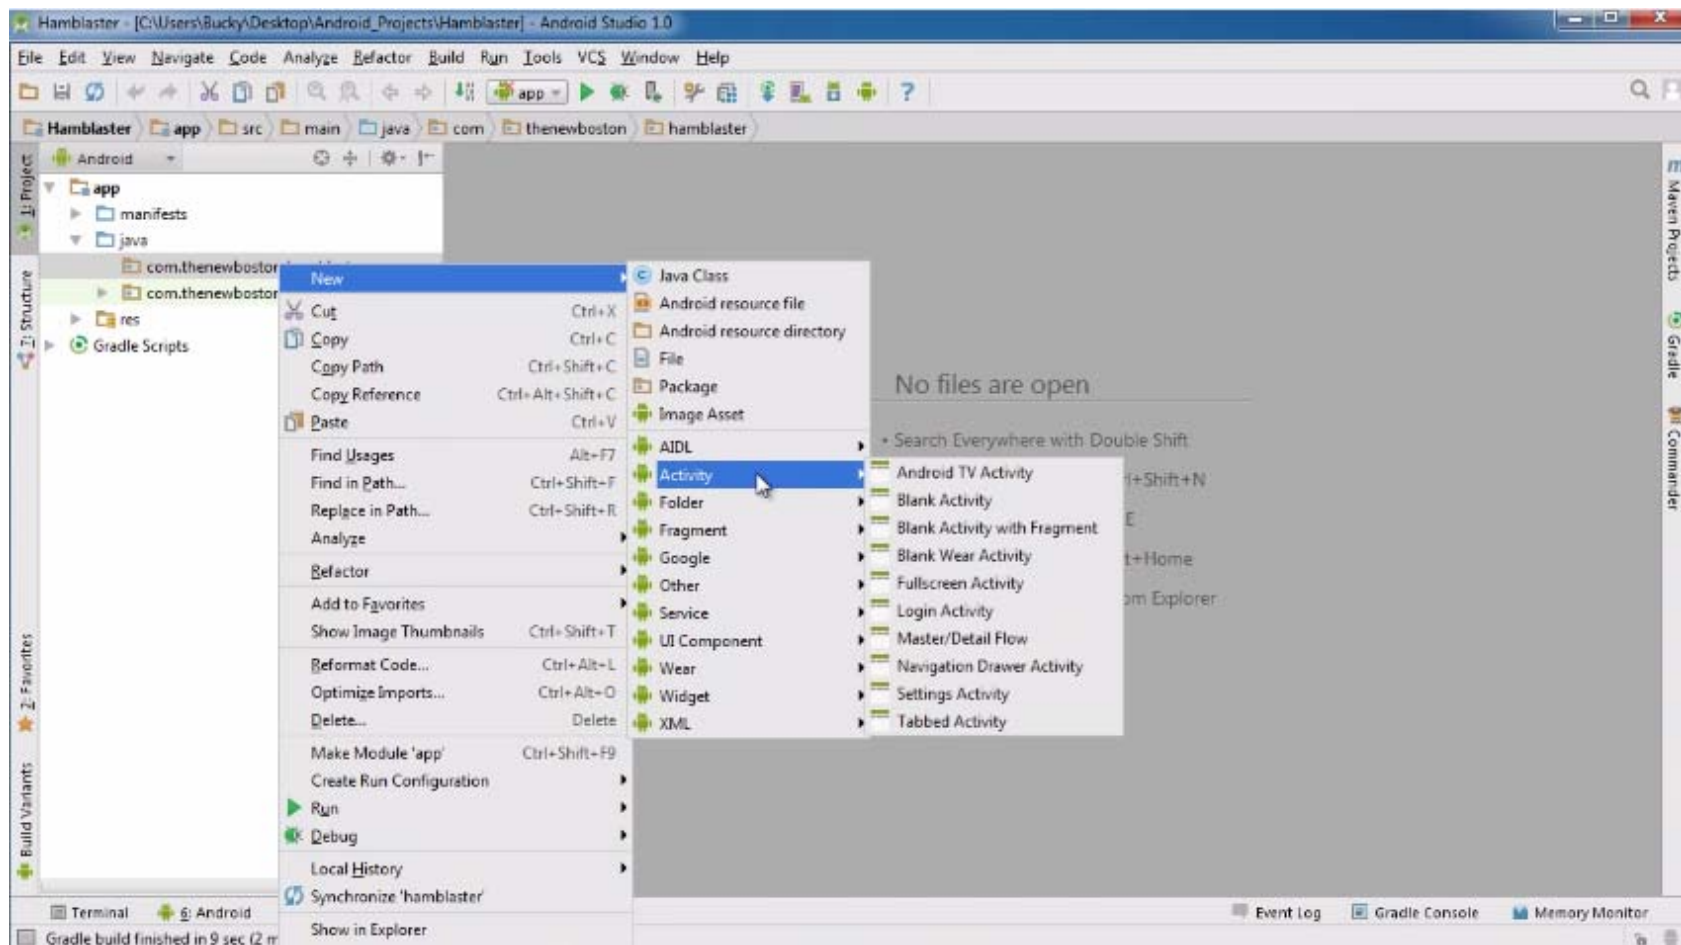 Hamblaster - [C:\Users\Bucky\Desktop\Android_Projects\Hamblaster] - Android Studio 1.0
File Edit View Navigate Code Analyze Refactor Build Run Tools VCS Window Help
app
Hamblaster app src main java com thenewboston hamblaster
Android
1: Project
7: Structure
2: Favorites
Build Variants
app
manifests
java
com.thenewboston
com.thenewboston
res
Gradle Scripts
New
Cut Ctrl+X
Copy Ctrl+C
Copy Path Ctrl+Shift+C
Copy Reference Ctrl+Alt+Shift+C
Paste Ctrl+V
Find Usages Alt+F7
Find in Path... Ctrl+Shift+F
Replace in Path... Ctrl+Shift+R
Analyze
Refactor
Add to Favorites
Show Image Thumbnails Ctrl+Shift+T
Reformat Code... Ctrl+Alt+L
Optimize Imports... Ctrl+Alt+O
Delete... Delete
Make Module 'app' Ctrl+Shift+F9
Create Run Configuration
Run
Debug
Local History
Synchronize 'hamblaster'
Show in Explorer
Java Class
Android resource file
Android resource directory
File
Package
Image Asset
AIDL
Activity
Folder
Fragment
Google
Other
Service
UI Component
Wear
Widget
XML
Android TV Activity
Blank Activity
Blank Activity with Fragment
Blank Wear Activity
Fullscreen Activity
Login Activity
Master/Detail Flow
Navigation Drawer Activity
Settings Activity
Tabbed Activity
No files are open
• Search Everywhere with Double Shift
+Shift+N
E
t+Home
om Explorer
Maven Projects
Gradle
Commander
Terminal 6: Android Event Log Gradle Console Memory Monitor
Gradle build finished in 9 sec (2 m